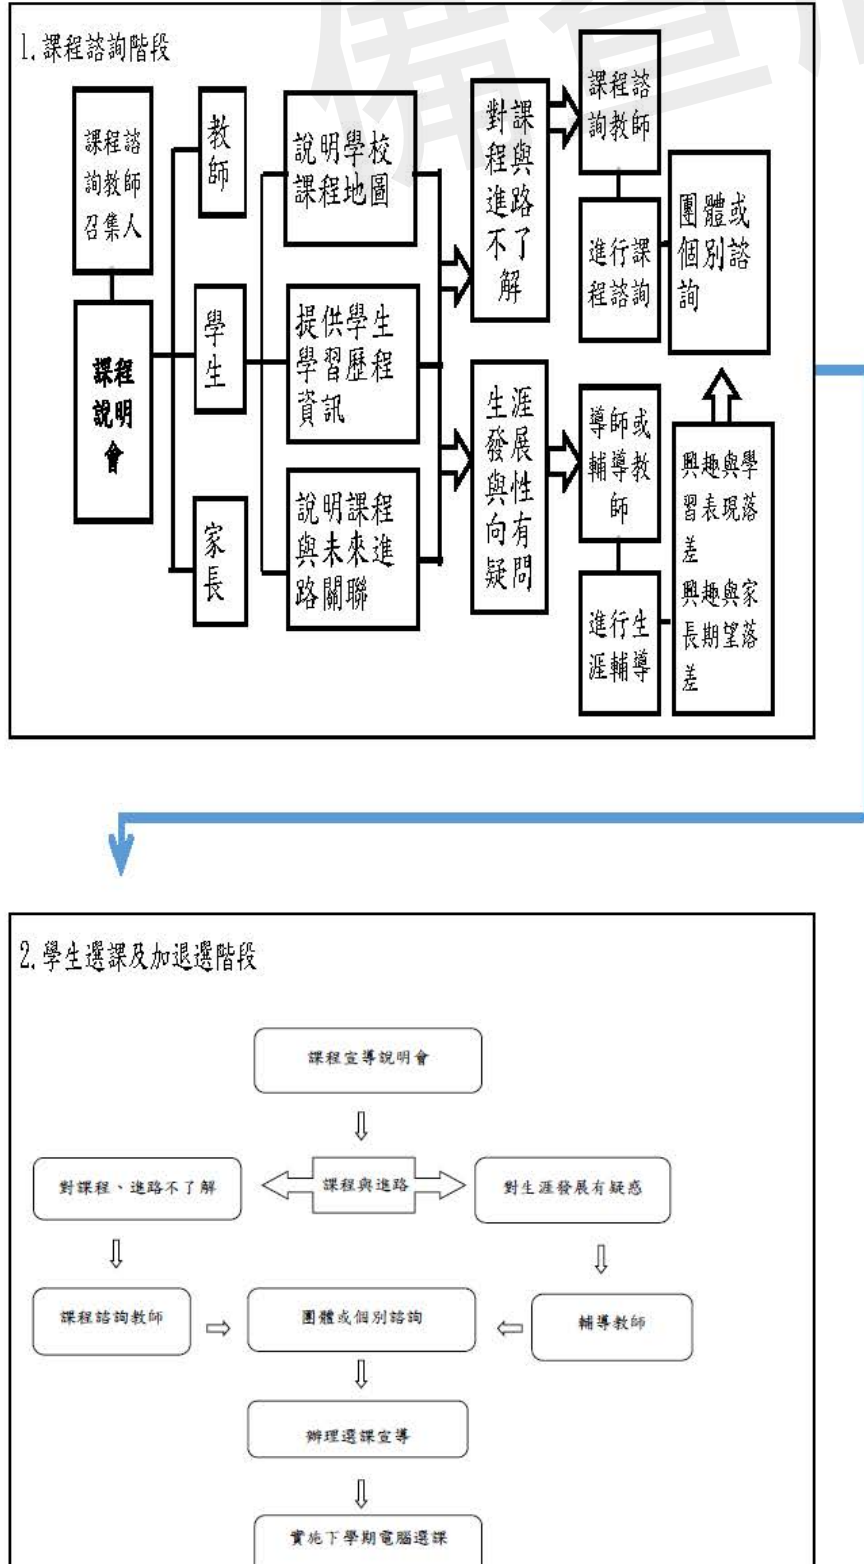 1.課程諮詢階段
課程諮
詢教師
召集人
課程
說明
會
教
師
學
生
家
長
說明學校
課程地圖
提供學生
學習歷程
資訊
說明課程
與未來進
路關聯
對課
程與
進路
不了
解
生涯
發展
與性
向有
疑問
課程諮
詢教師
進行課
程諮詢
團體或
個別諮
詢
導師或
輔導教
師
進行生
涯輔導
興趣與學
習表現落
差
興趣與家
長期望落
差
2.學生選課及加退選階段
課程宣導說明會
對課程、進路不了解
課程與進路
對生涯發展有疑惑
課程諮詢教師
團體或個別諮詢
輔導教師
辦理選課宣導
實施下學期電腦選課